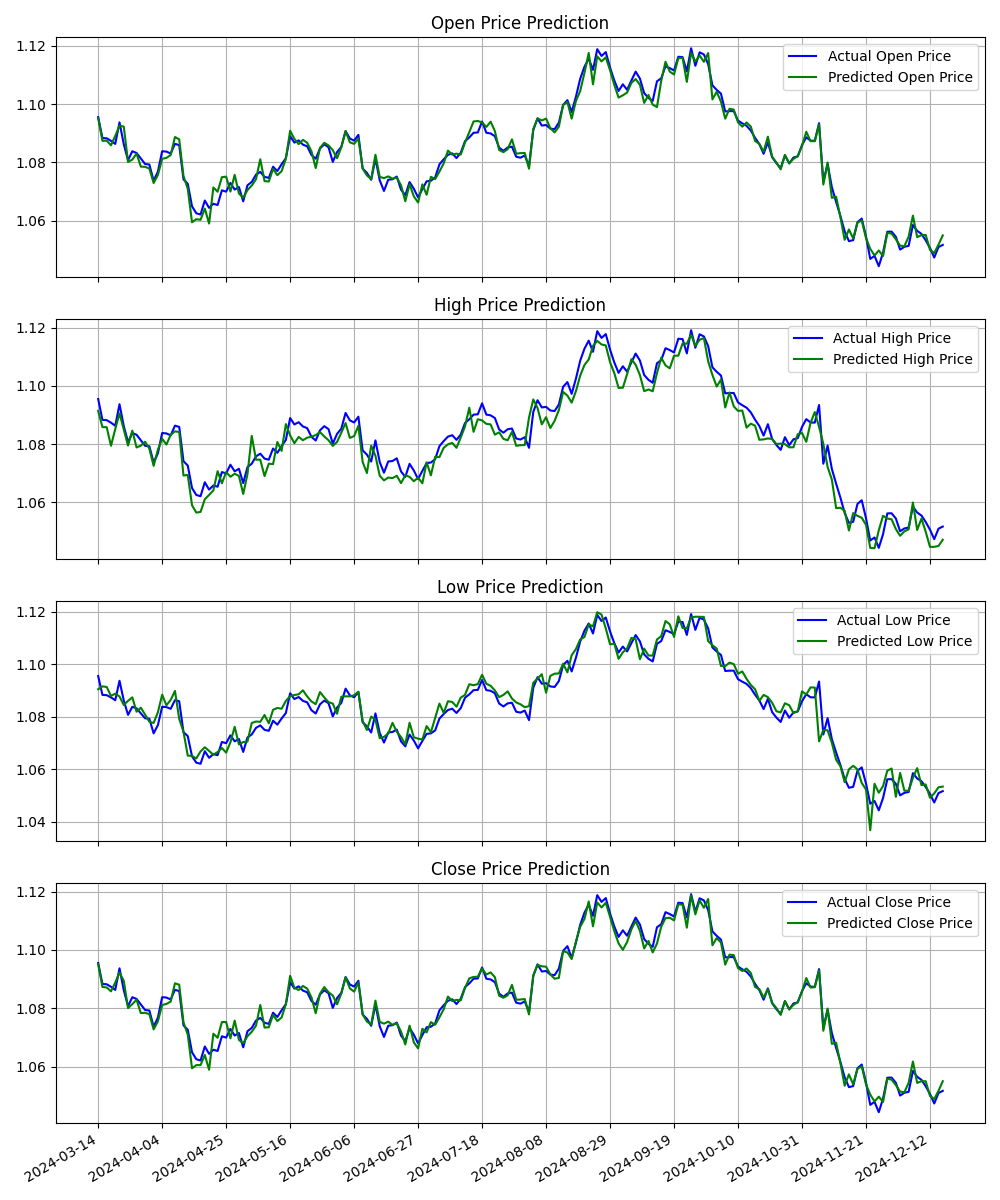 Open Price Prediction
1.12
1.10
1.08
1.06
Actual Open Price
Predicted Open Price
High Price Prediction
1.12
1.10
1.08
1.06
Actual High Price
Predicted High Price
Low Price Prediction
1.12
1.10
1.08
1.06
1.04
Actual Low Price
Predicted Low Price
Close Price Prediction
1.12
1.10
1.08
1.06
Actual Close Price
Predicted Close Price
2024-03-14
2024-04-04
2024-04-25
2024-05-16
2024-06-06
2024-06-27
2024-07-18
2024-08-08
2024-08-29
2024-09-19
2024-10-10
2024-10-31
2024-11-21
2024-12-12